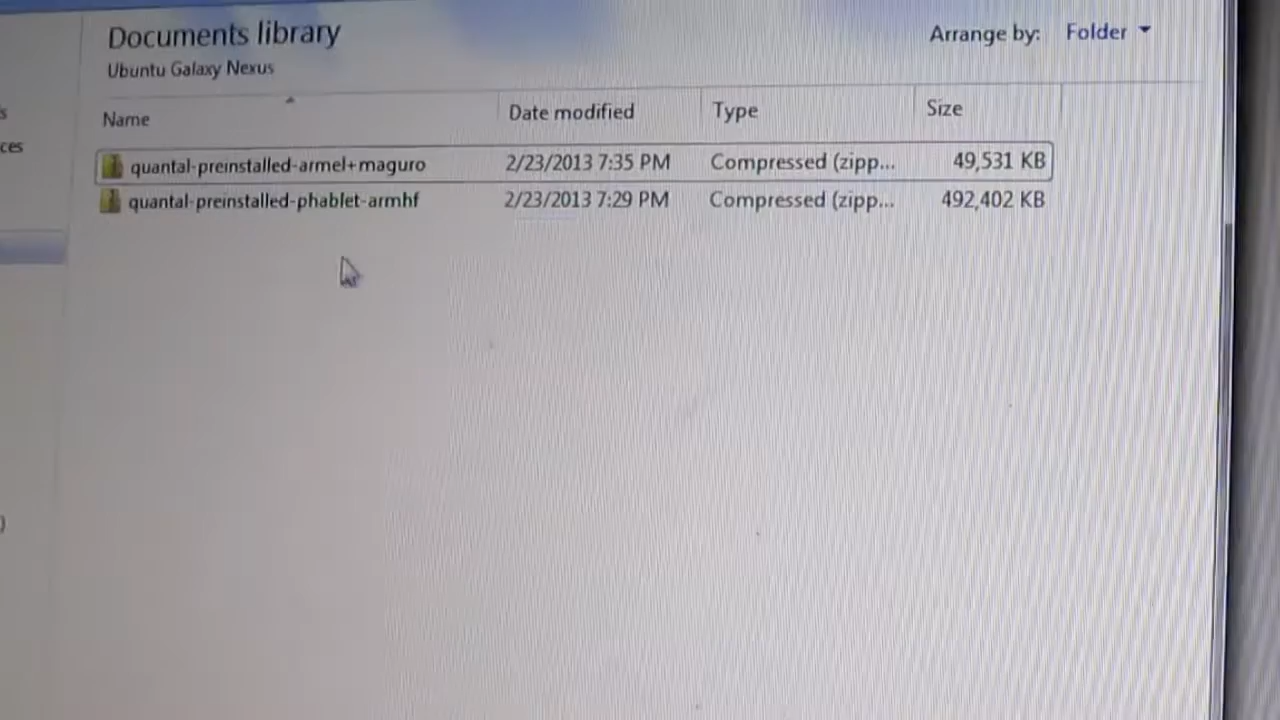 Documents library
Arrange by: Folder
Ubuntu Galaxy Nexus
Name Date modified Type Size
quantal-preinstalled-armel+maguro 2/23/2013 7:35 PM Compressed (zipp... 49,531 KB
quantal-preinstalled-phablet-armhf 2/23/2013 7:29 PM Compressed (zipp... 492,402 KB
s
ces
)